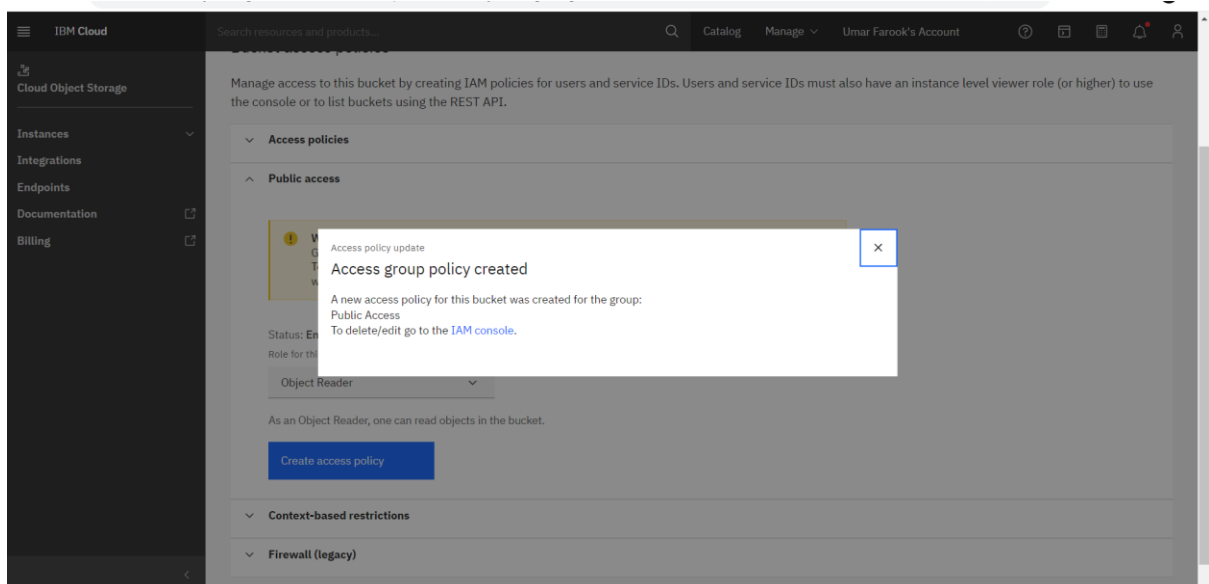 IBM Cloud
Search resources and products...
Catalog
Manage
Umar Farook's Account
Cloud Object Storage
Instances
Integrations
Endpoints
Documentation
Billing
Bucket access policies
Manage access to this bucket by creating IAM policies for users and service IDs. Users and service IDs must also have an instance level viewer role (or higher) to use
the console or to list buckets using the REST API.
Access policies
Public access
Access policy update
Access group policy created
A new access policy for this bucket was created for the group:
Public Access
To delete/edit go to the IAM console.
Status:
Role for
Object Reader
As an Object Reader, one can read objects in the bucket.
Create access policy
Context-based restrictions
Firewall (legacy)